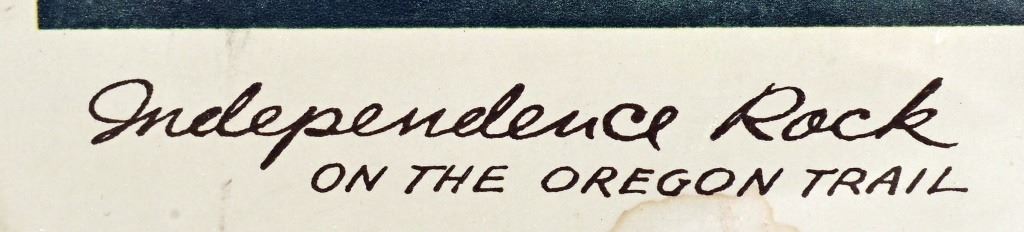 Independence Rock
ON THE OREGON TRAIL